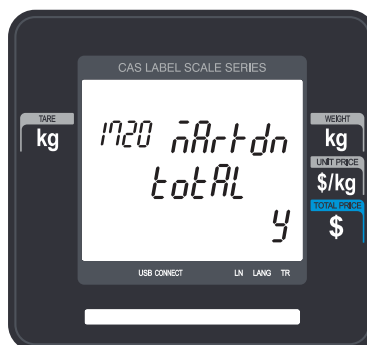 CAS LABEL SCALE SERIES
TARE
kg
1720 nArtdn
totAL
y
WEIGHT
kg
UNIT PRICE
$/kg
TOTAL PRICE
$
USB CONNECT LN LANG TR